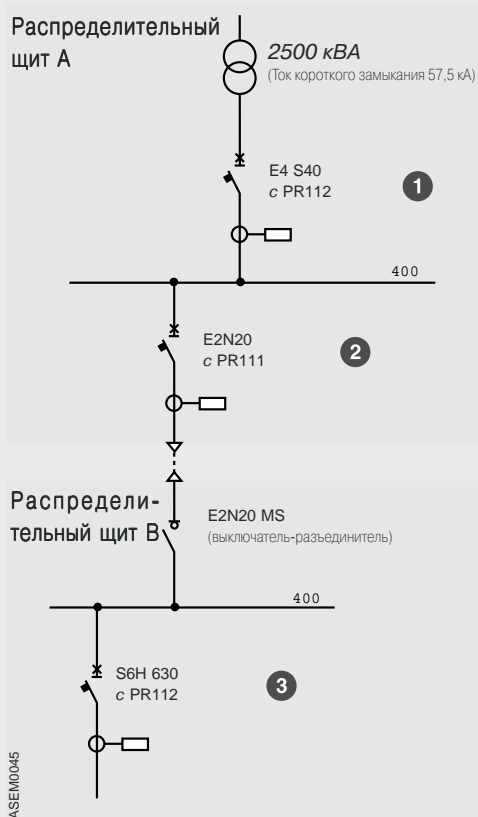 Распределительный
щит А
2500 кВА
(Ток короткого замыкания 57,5 кА)
E4 S40
с PR112
1
400
E2N20
с PR111
2
Распредели-
тельный щит В
E2N20 MS
(выключатель-разъединитель)
400
S6H 630
с PR112
3
ASEM0045